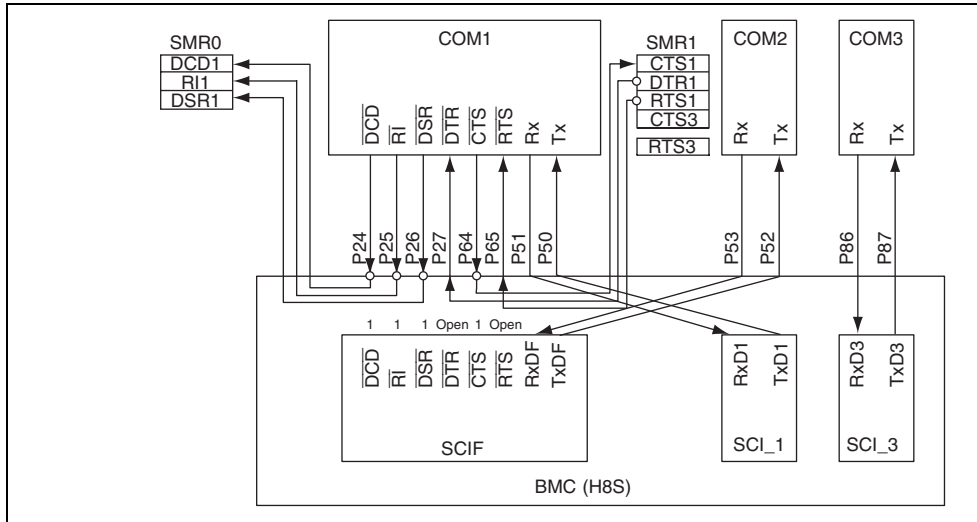 SMR0
DCD1
RI1
DSR1
COM1
DCD
RI
DSR
DTR
CTS
RTS
Rx
Tx
SMR1
CTS1
DTR1
RTS1
CTS3
RTS3
COM2
Rx
Tx
COM3
Rx
Tx
P24
P25
P26
P27
P64
P65
P51
P50
P53
P52
P86
P87
1 1 1 Open 1 Open
DCD
RI
DSR
DTR
CTS
RTS
RxDF
TxDF
SCIF
RxD1
TxD1
SCI_1
RxD3
TxD3
SCI_3
BMC (H8S)